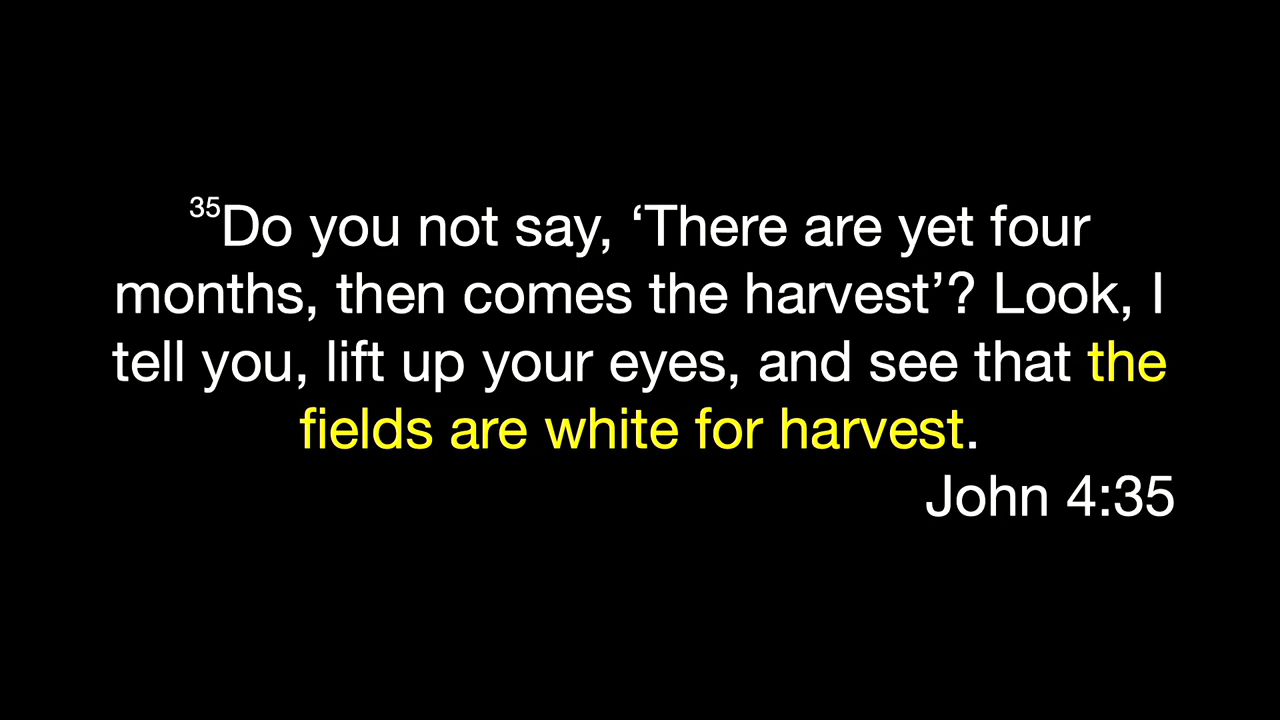 ³⁵Do you not say, ‘There are yet four
months, then comes the harvest’? Look, I
tell you, lift up your eyes, and see that the
fields are white for harvest.
John 4:35